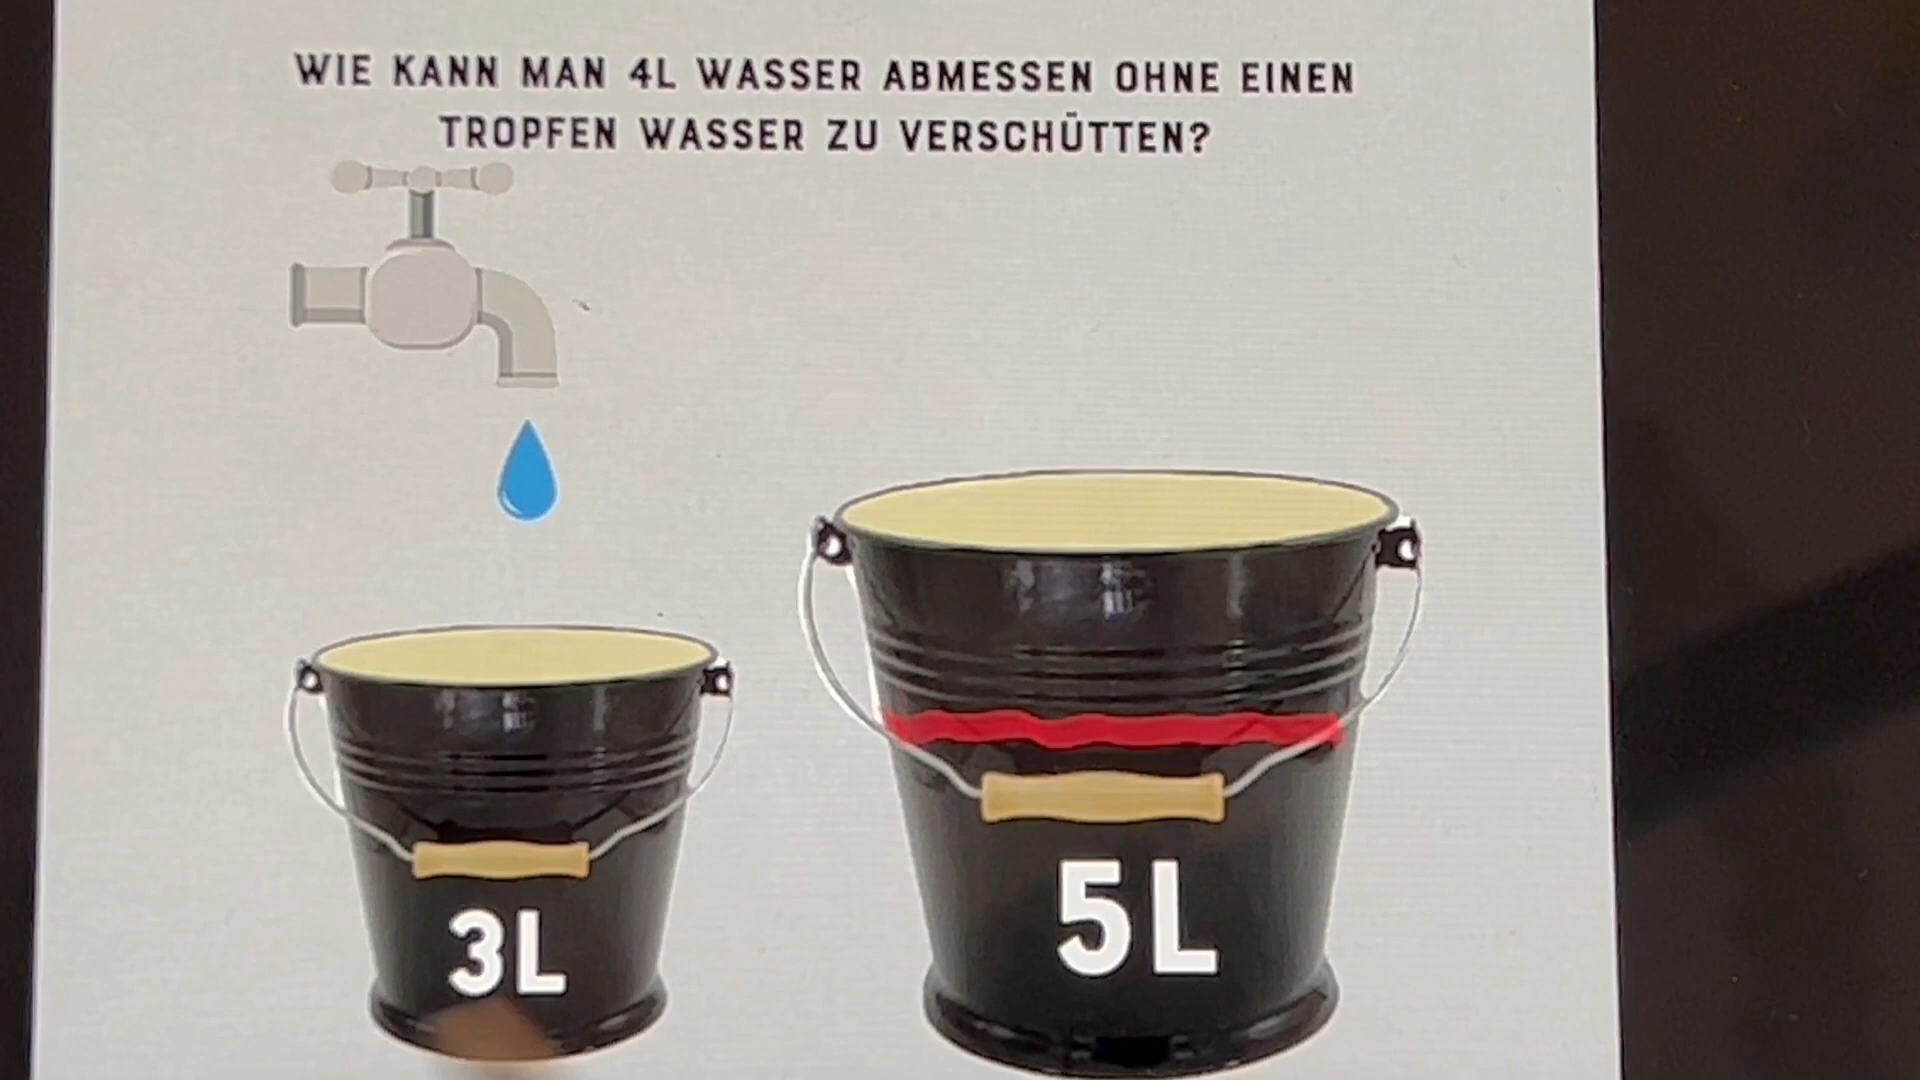 WIE KANN MAN 4L WASSER ABMESSEN OHNE EINEN
TROPFEN WASSER ZU VERSCHÜTTEN?
3L
5L